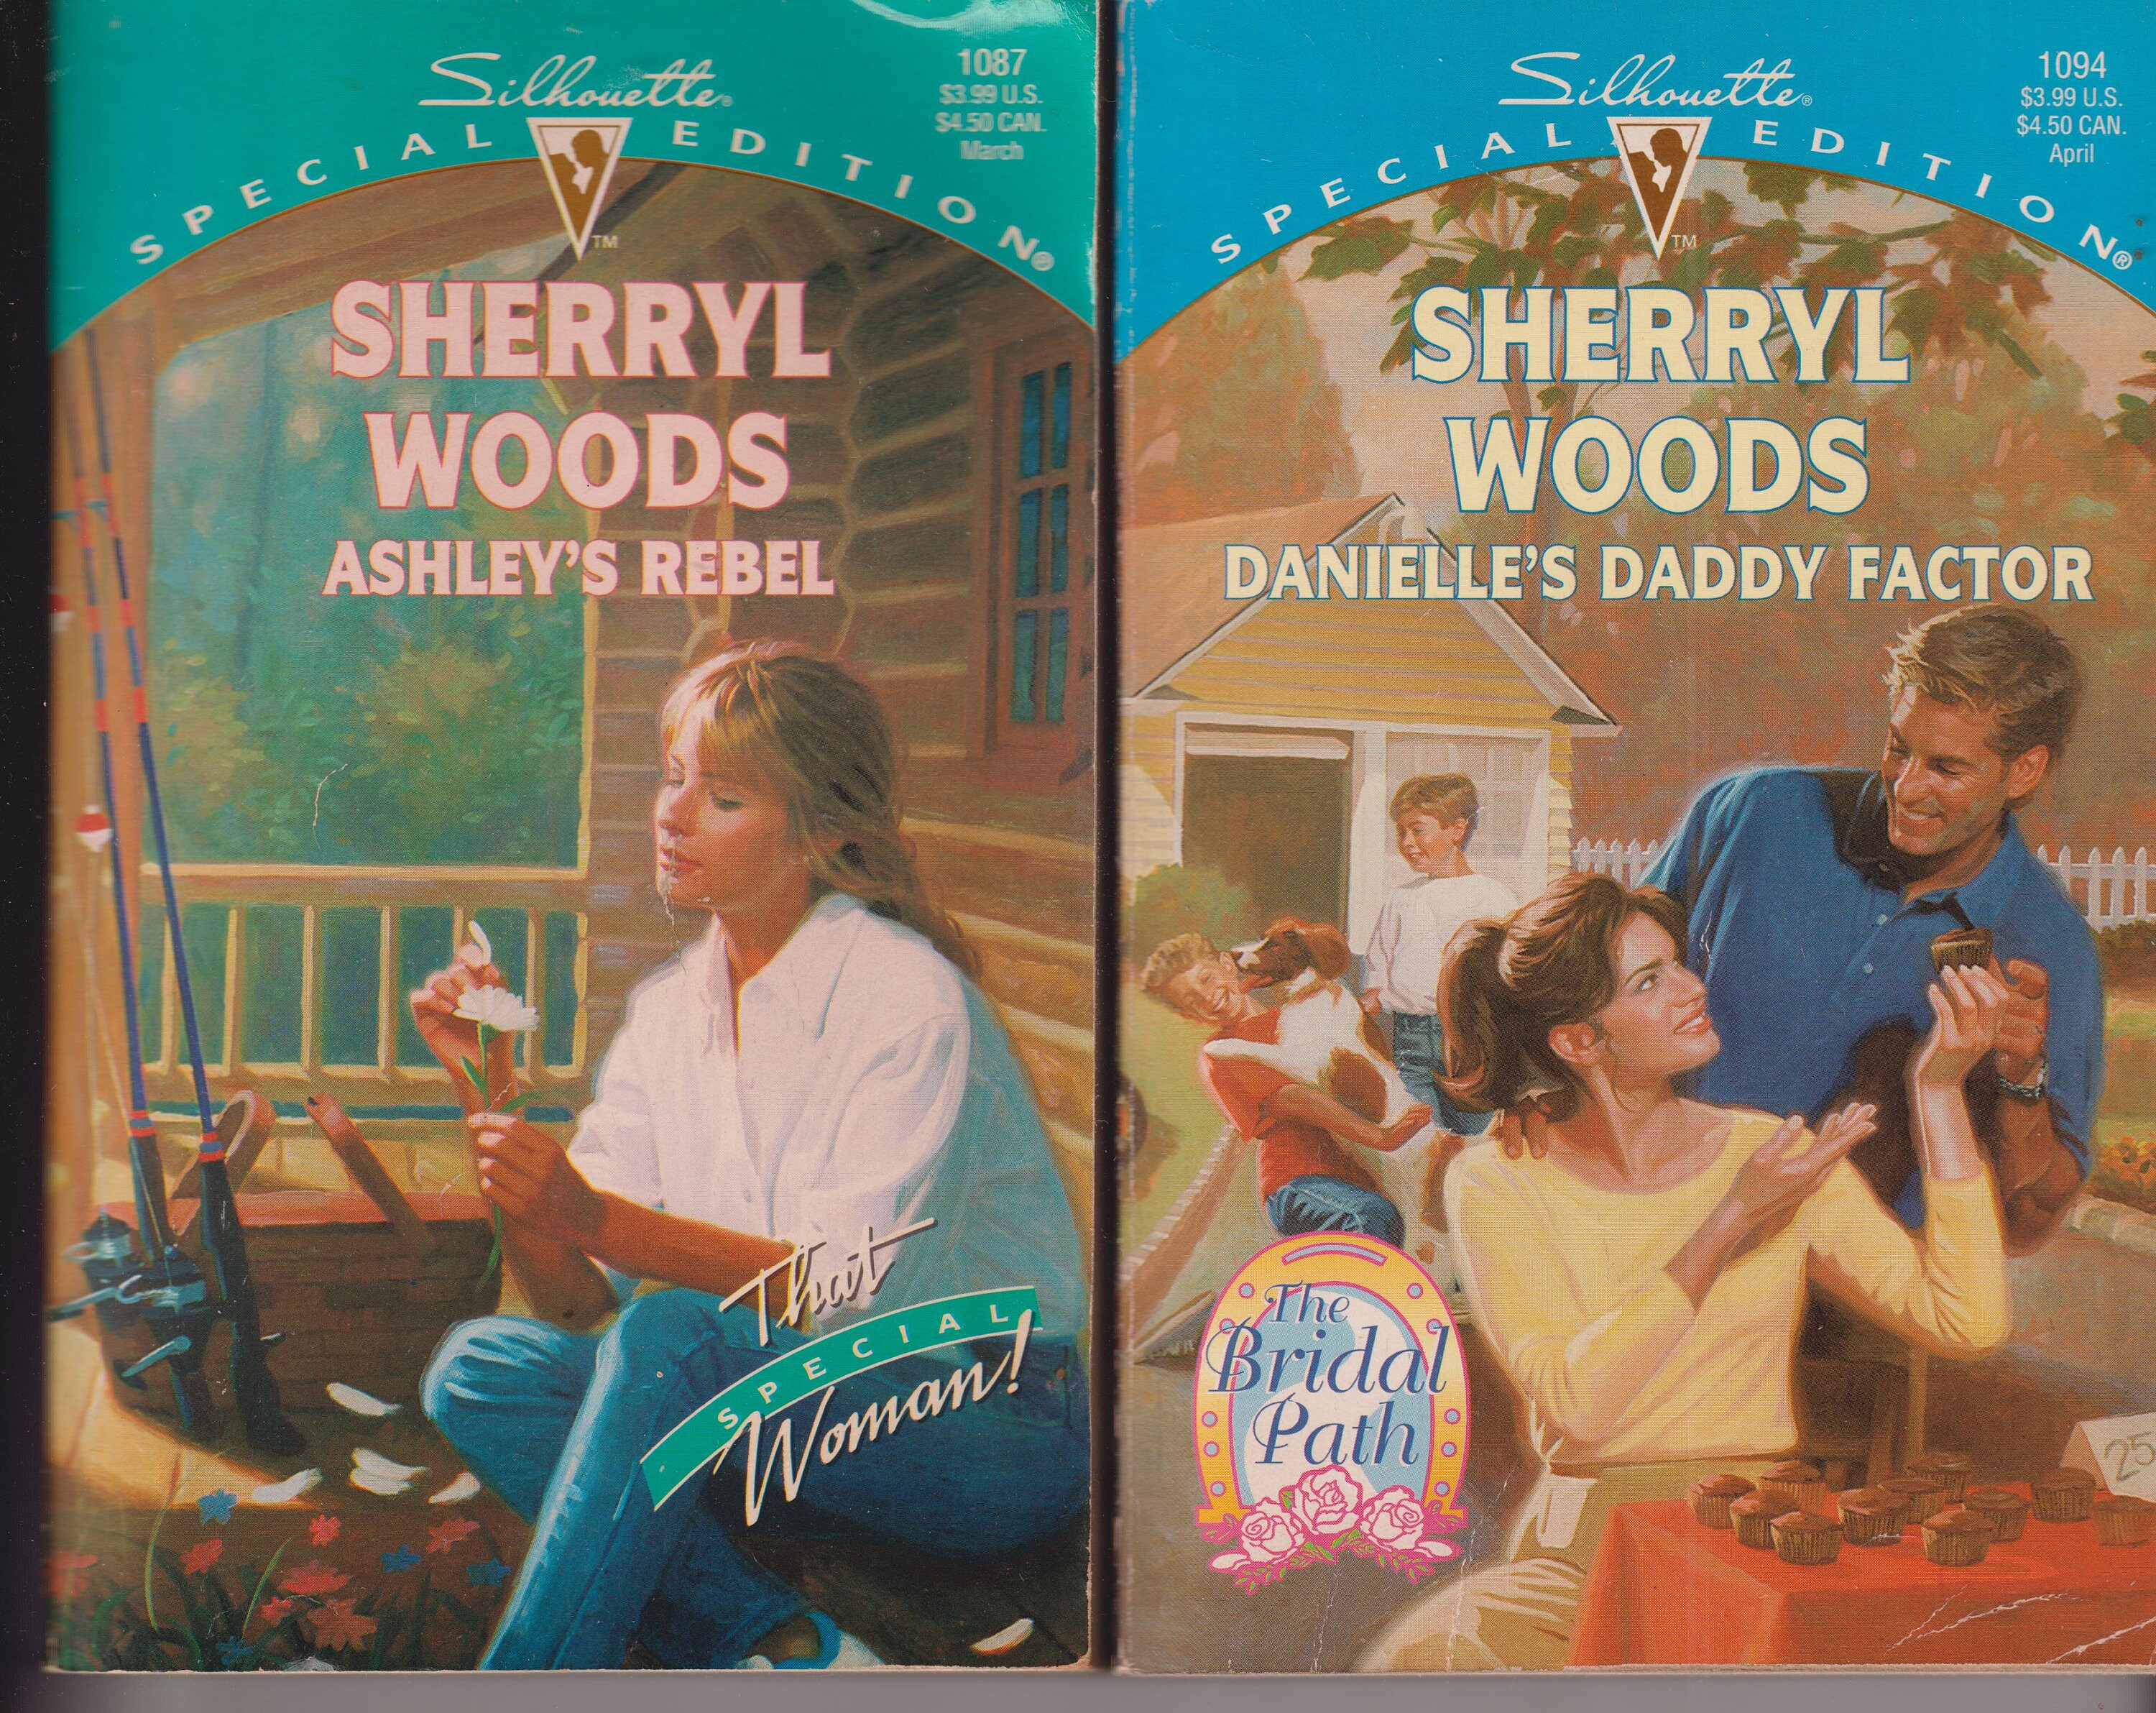 Silhouette®
SPECIAL EDITION®
TM
1087
$3.99 U.S.
$4.50 CAN.
March
SHERRYL
WOODS
ASHLEY'S REBEL
That
SPECIAL
Woman!
Silhouette®
SPECIAL EDITION®
TM
1094
$3.99 U.S.
$4.50 CAN.
April
SHERRYL
WOODS
DANIELLE'S DADDY FACTOR
The
Bridal
Path
25